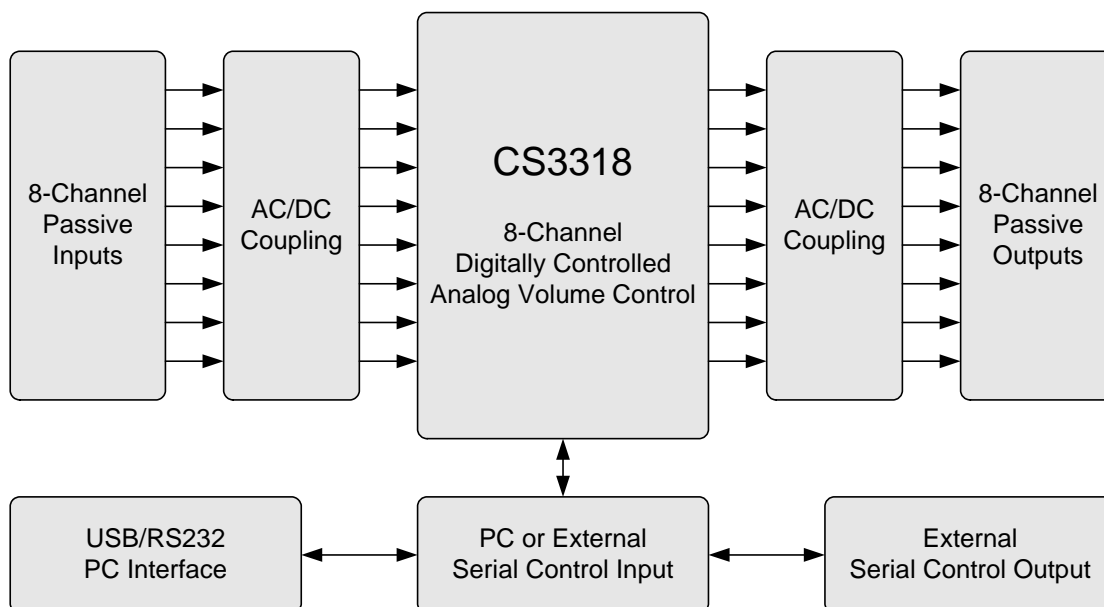 8-Channel
Passive
Inputs
AC/DC
Coupling
CS3318
8-Channel
Digitally Controlled
Analog Volume Control
AC/DC
Coupling
8-Channel
Passive
Outputs
USB/RS232
PC Interface
PC or External
Serial Control Input
External
Serial Control Output